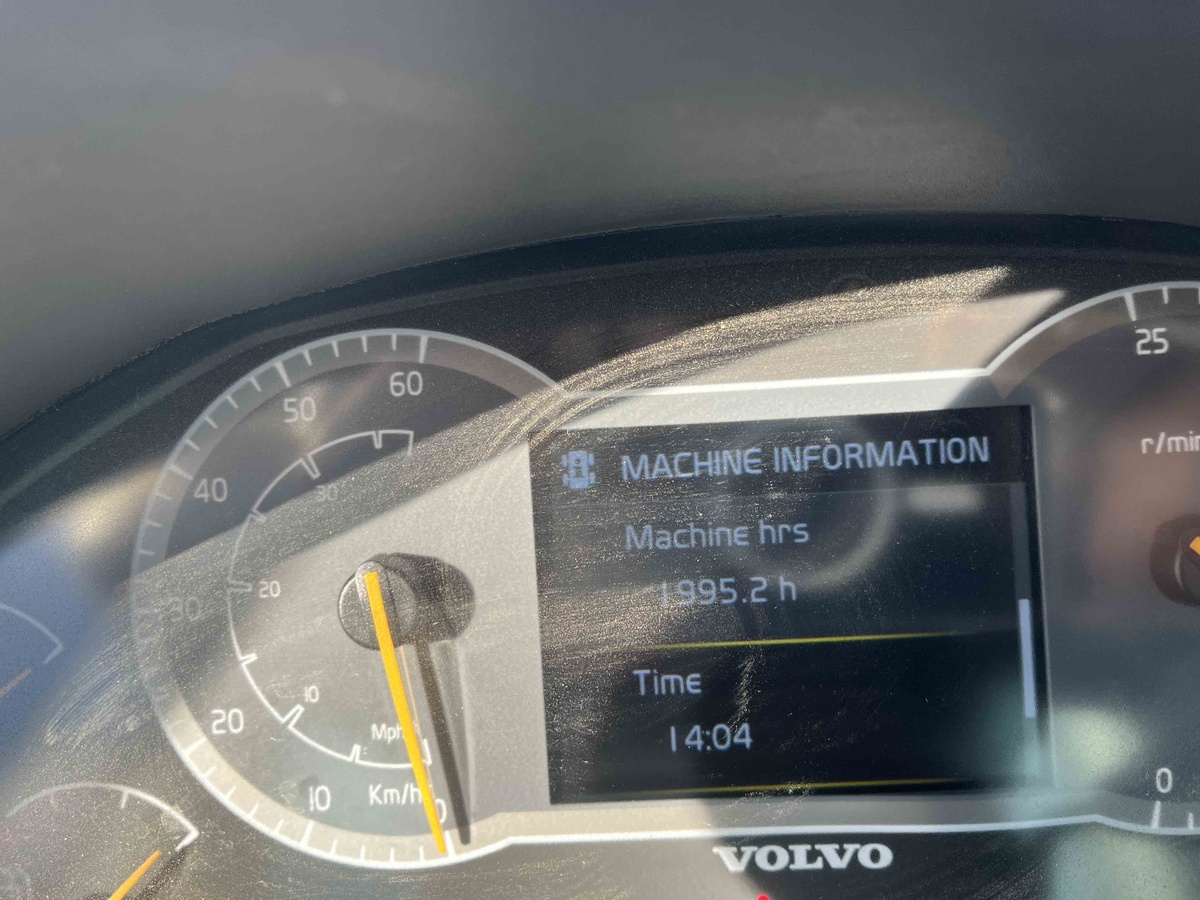 60
50
40
30
20
10
0
30
20
10
Mph
Km/h
MACHINE INFORMATION
Machine hrs
1995.2 h
Time
14:04
25
r/min
0
VOLVO